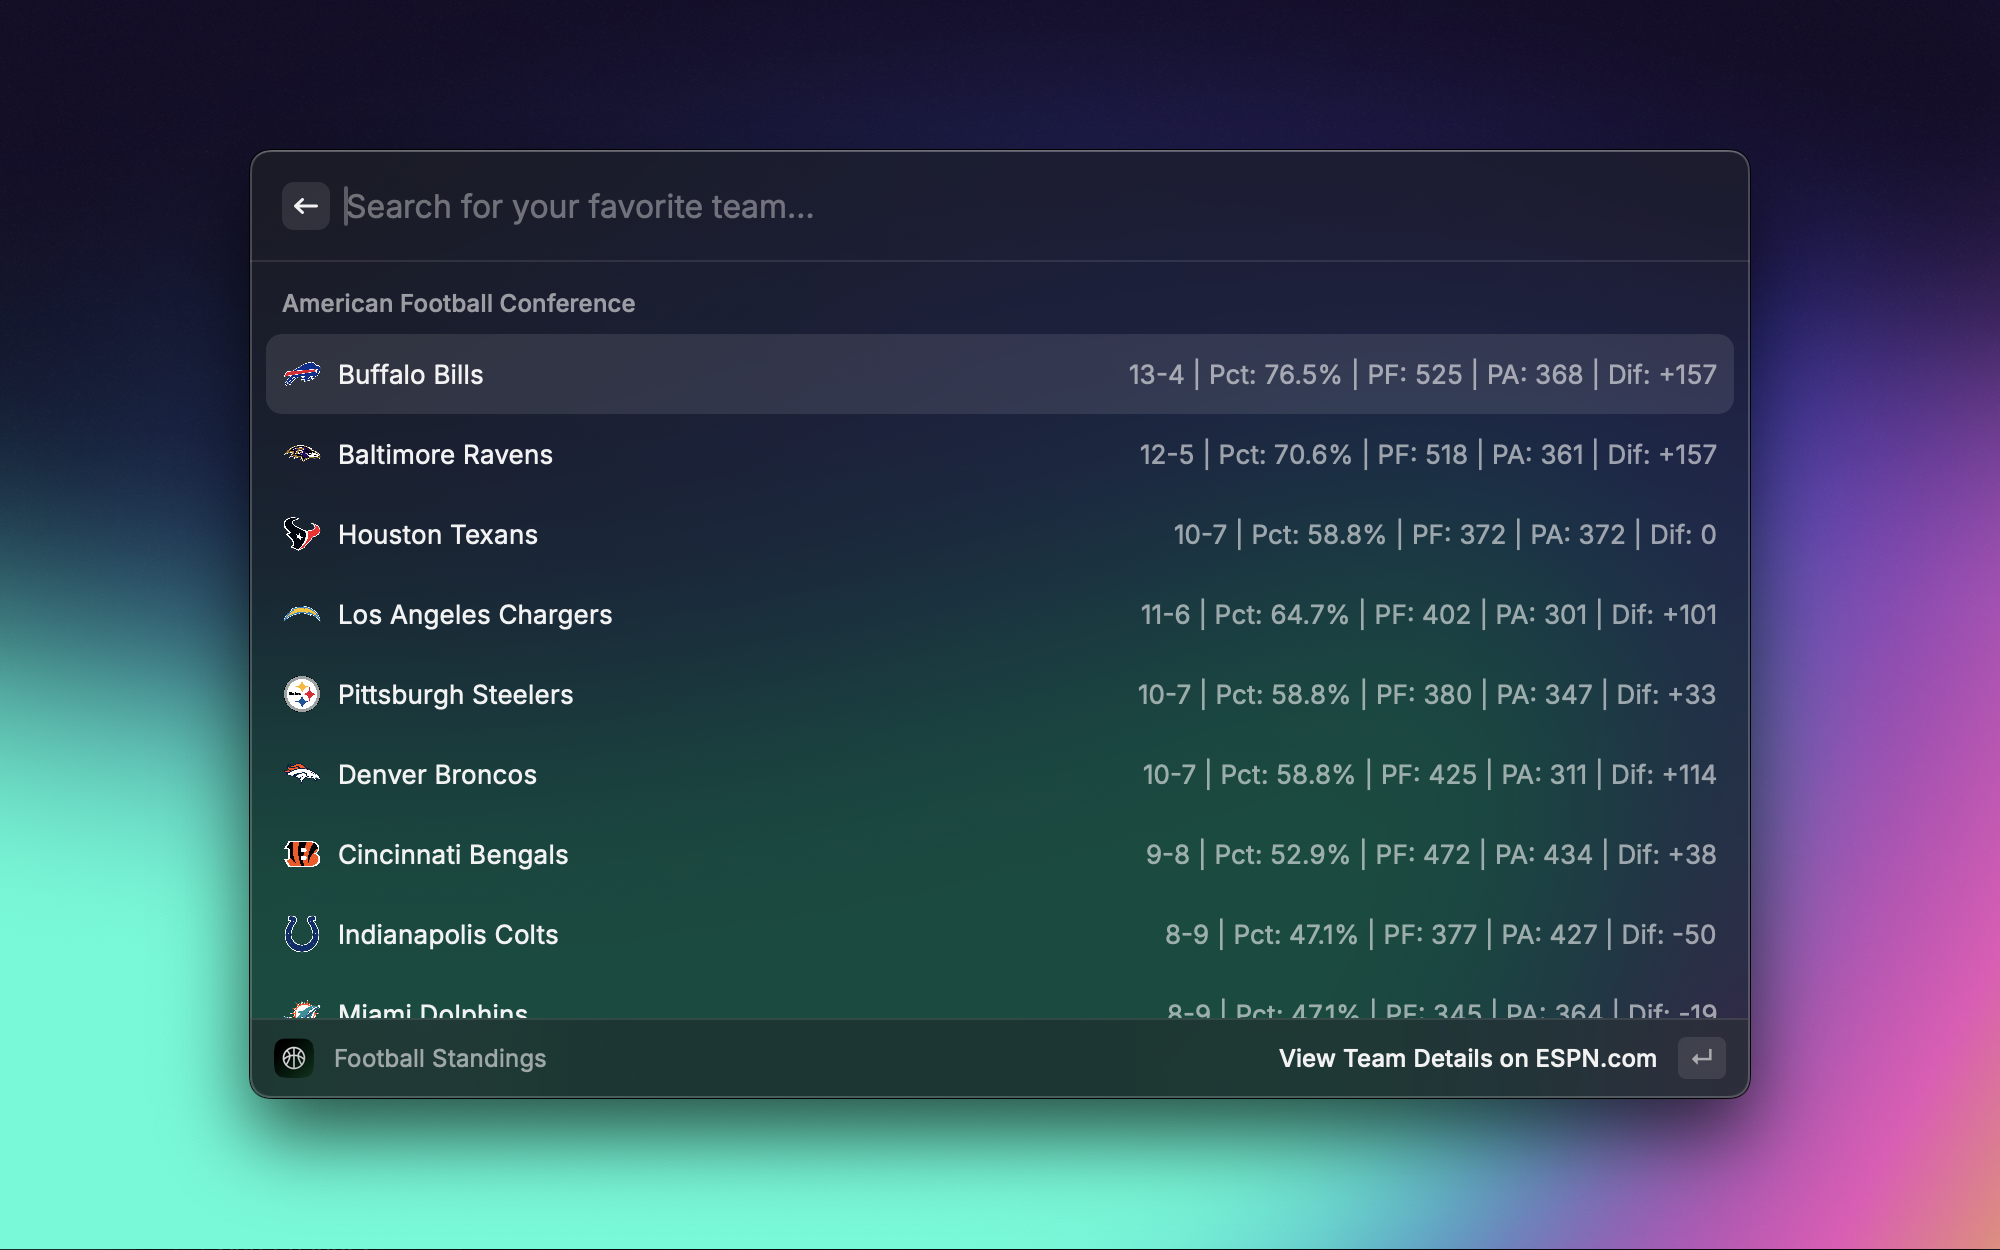 Search for your favorite team...
American Football Conference
Buffalo Bills 13-4 | Pct: 76.5% | PF: 525 | PA: 368 | Dif: +157
Baltimore Ravens 12-5 | Pct: 70.6% | PF: 518 | PA: 361 | Dif: +157
Houston Texans 10-7 | Pct: 58.8% | PF: 372 | PA: 372 | Dif: 0
Los Angeles Chargers 11-6 | Pct: 64.7% | PF: 402 | PA: 301 | Dif: +101
Pittsburgh Steelers 10-7 | Pct: 58.8% | PF: 380 | PA: 347 | Dif: +33
Denver Broncos 10-7 | Pct: 58.8% | PF: 425 | PA: 311 | Dif: +114
Cincinnati Bengals 9-8 | Pct: 52.9% | PF: 472 | PA: 434 | Dif: +38
Indianapolis Colts 8-9 | Pct: 47.1% | PF: 377 | PA: 427 | Dif: -50
Miami Dolphins 8-9 | Pct: 47.1% | PF: 345 | PA: 364 | Dif: -19
Football Standings View Team Details on ESPN.com